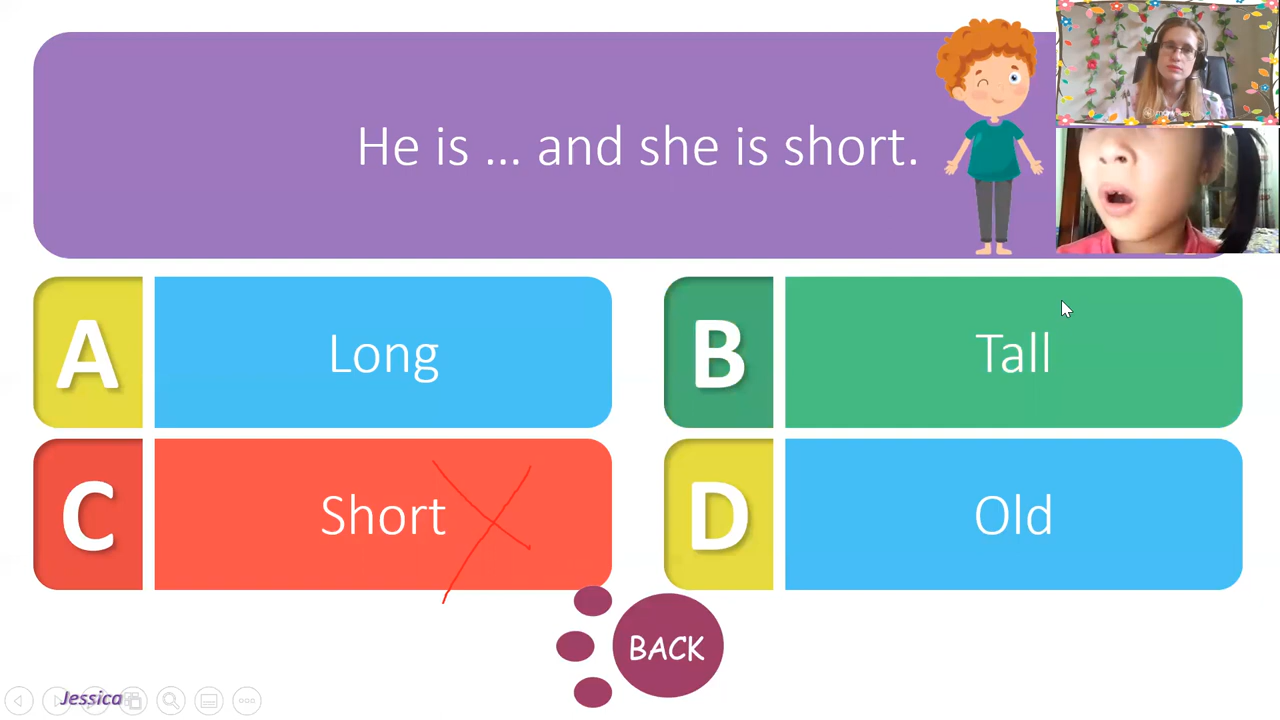 He is ... and she is short.
A
Long
B
Tall
C
Short
D
Old
BACK
Jessica